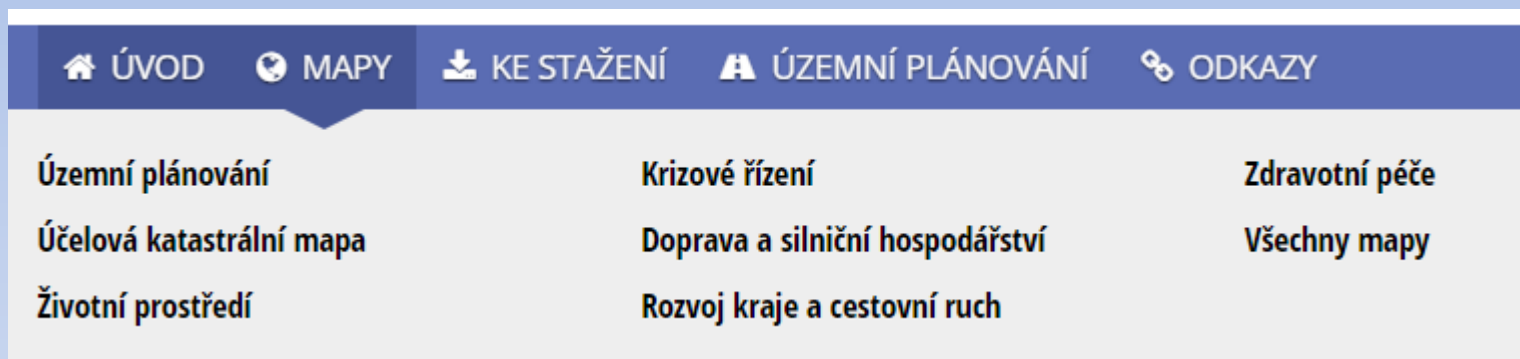 ÚVOD MAPY KE STAŽENÍ ÚZEMNÍ PLÁNOVÁNÍ ODKAZY
Územní plánování Krizové řízení Zdravotní péče
Účelová katastrální mapa Doprava a silniční hospodářství Všechny mapy
Životní prostředí Rozvoj kraje a cestovní ruch